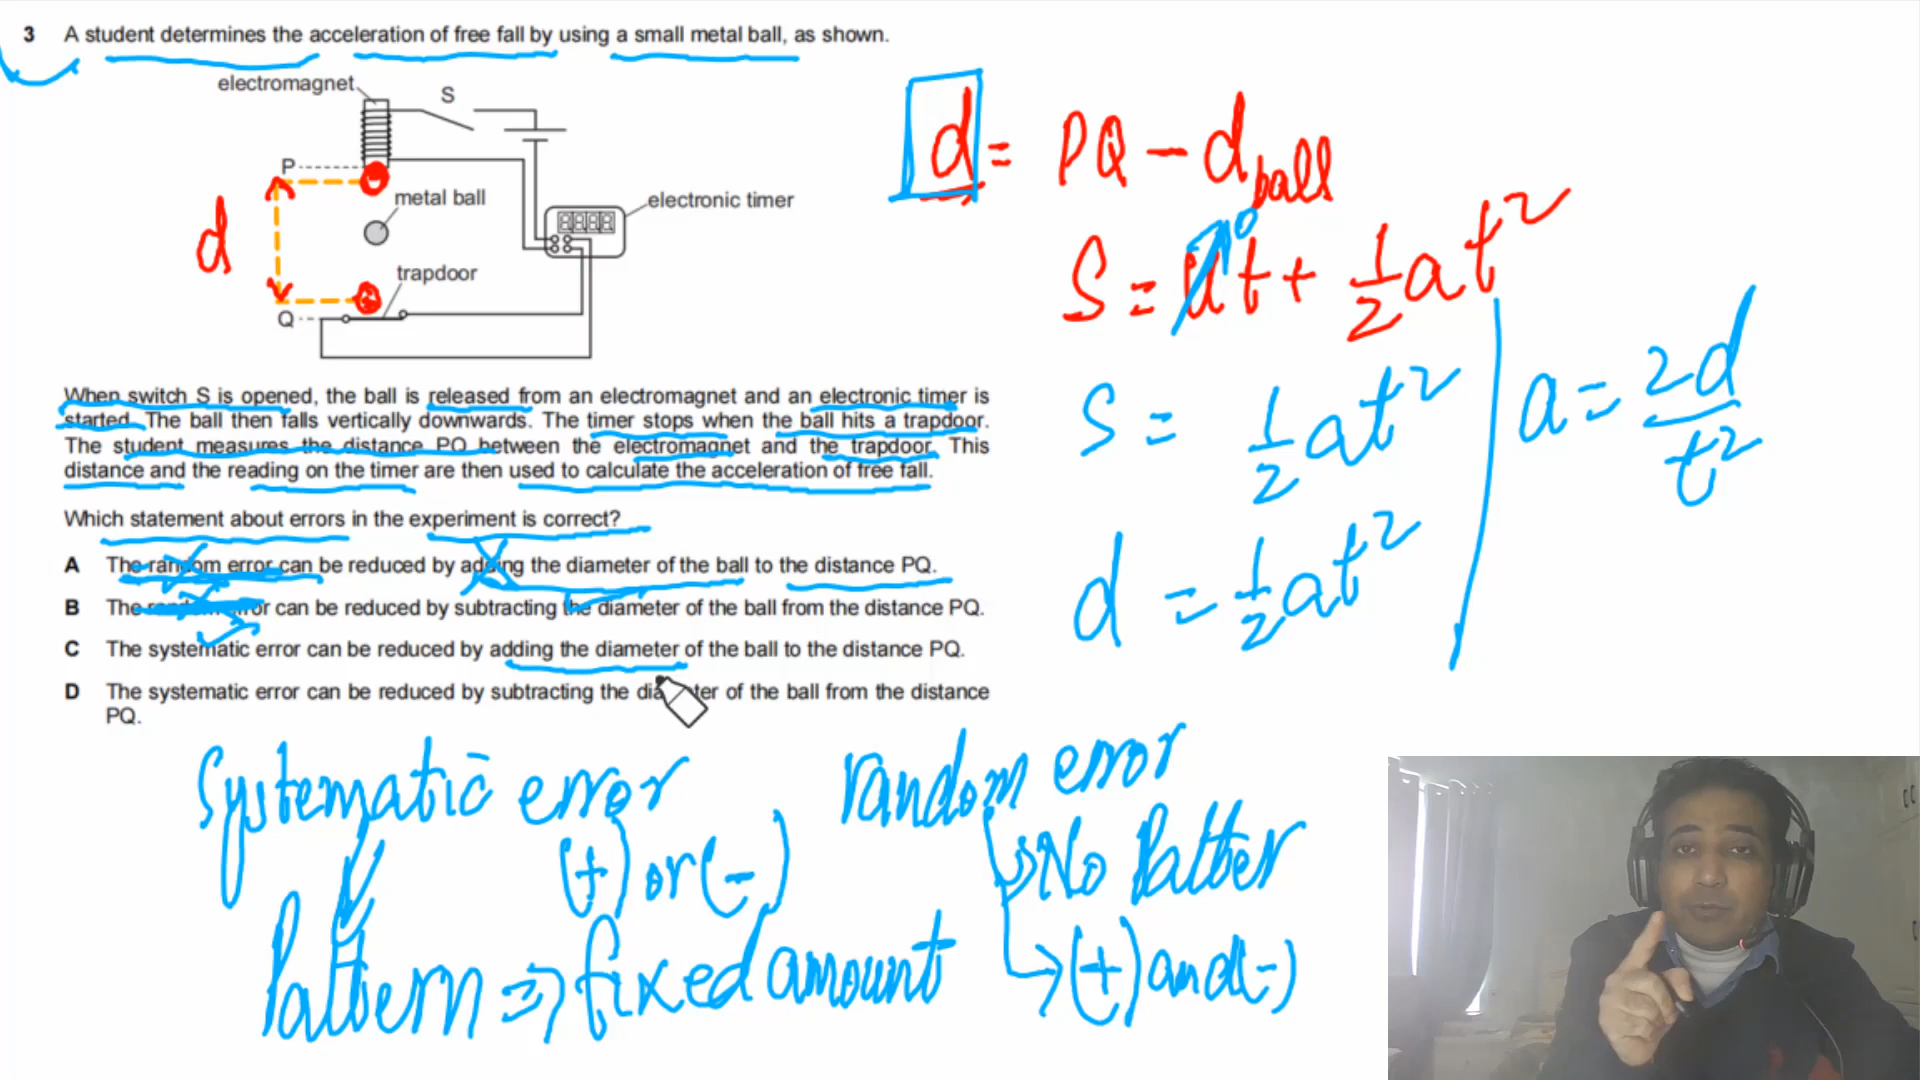 3 A student determines the acceleration of free fall by using a small metal ball, as shown.
electromagnet
S
P
metal ball
electronic timer
d
trapdoor
Q
When switch S is opened, the ball is released from an electromagnet and an electronic timer is
started. The ball then falls vertically downwards. The timer stops when the ball hits a trapdoor.
The student measures the distance PQ between the electromagnet and the trapdoor. This
distance and the reading on the timer are then used to calculate the acceleration of free fall.
Which statement about errors in the experiment is correct?
A The random error can be reduced by adding the diameter of the ball to the distance PQ.
B The random error can be reduced by subtracting the diameter of the ball from the distance PQ.
C The systematic error can be reduced by adding the diameter of the ball to the distance PQ.
D The systematic error can be reduced by subtracting the diameter of the ball from the distance
PQ.
d = PQ - d ball
S = ut + 1/2 at²
S = 1/2 at²
d = 1/2 at²
a = 2d/t²
Systematic error
(+) or (-)
Pattern => fixed amount
random error
→ No Patter
→ (+) and (-)